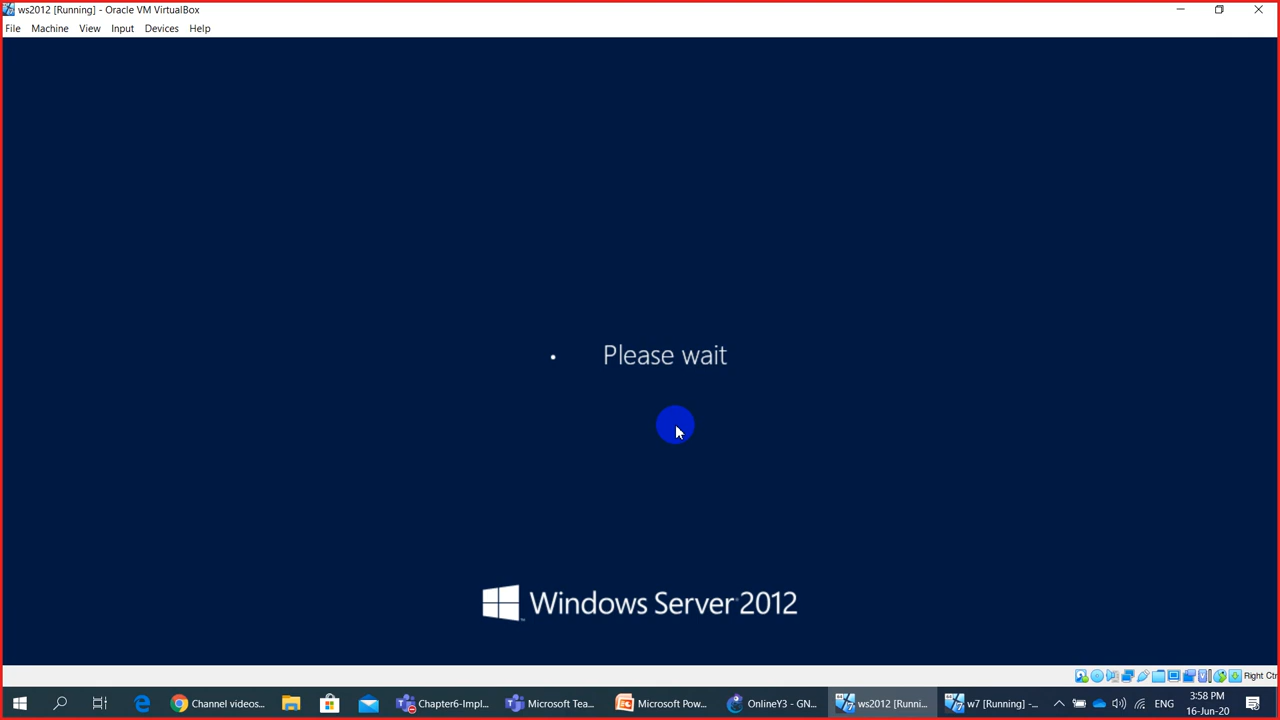 ws2012 [Running] - Oracle VM VirtualBox
File Machine View Input Devices Help
Please wait
Windows Server 2012
Right Ctr
Channel videos... Chapter6-Impl... Microsoft Tea... Microsoft Pow... OnlineY3 - GN... ws2012 [Runni... w7 [Running] -... ENG
3:58 PM
16-Jun-20